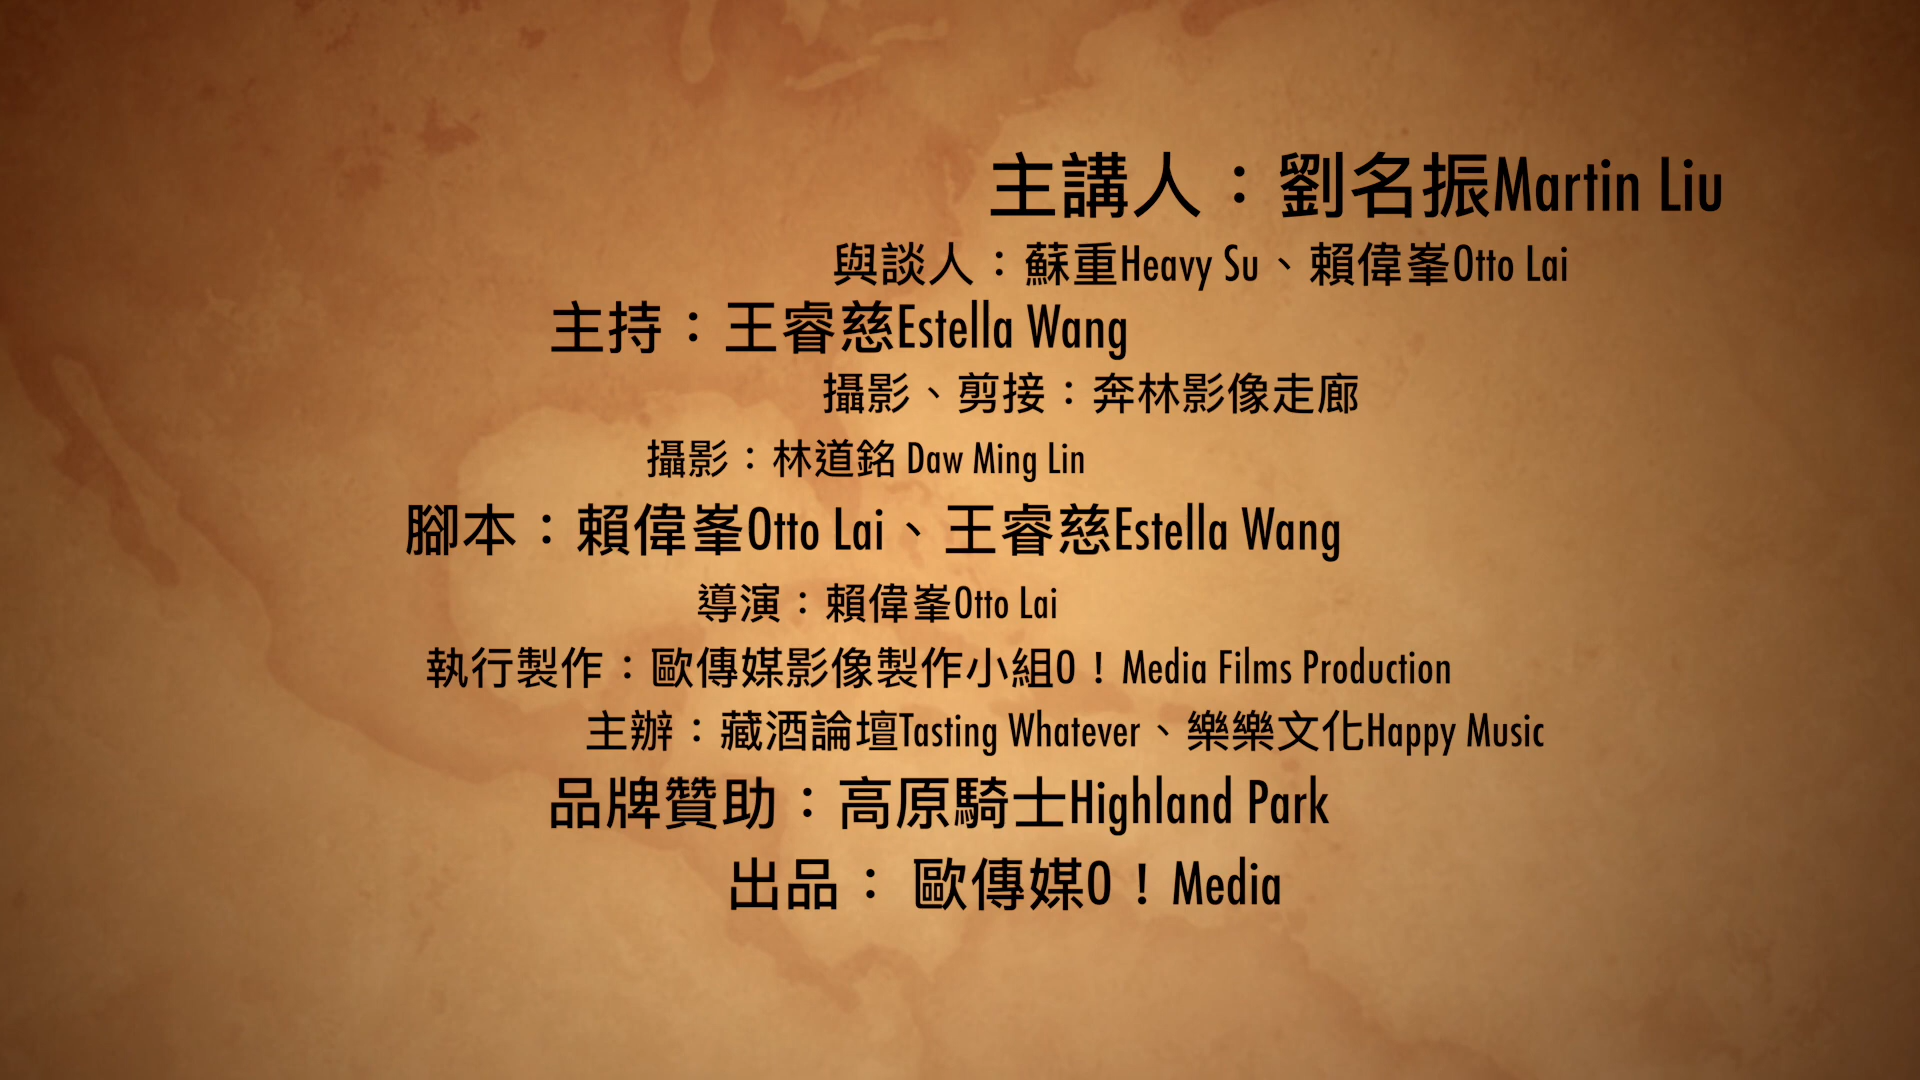 主講人：劉名振Martin Liu
與談人：蘇重Heavy Su、賴偉峯Otto Lai
主持：王睿慈Estella Wang
攝影、剪接：奔林影像走廊
攝影：林道銘 Daw Ming Lin
腳本：賴偉峯Otto Lai、王睿慈Estella Wang
導演：賴偉峯Otto Lai
執行製作：歐傳媒影像製作小組O！Media Films Production
主辦：藏酒論壇Tasting Whatever、樂樂文化Happy Music
品牌贊助：高原騎士Highland Park
出品： 歐傳媒O！Media